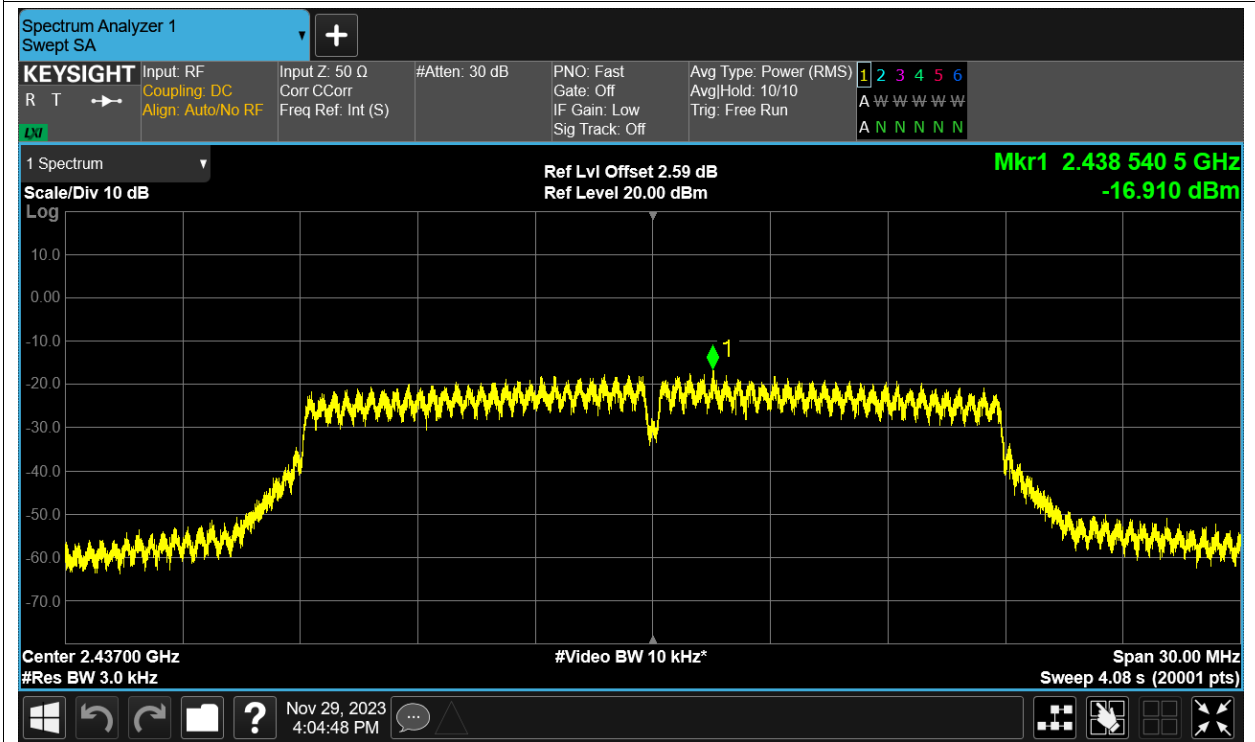 Spectrum Analyzer 1
Swept SA
+
KEYSIGHT
R T
LXI
Input: RF
Coupling: DC
Align: Auto/No RF
Input Z: 50 Ω
Corr CCorr
Freq Ref: Int (S)
#Atten: 30 dB
PNO: Fast
Gate: Off
IF Gain: Low
Sig Track: Off
Avg Type: Power (RMS)
Avg|Hold: 10/10
Trig: Free Run
1 2 3 4 5 6
A W W W W W
A N N N N N
1 Spectrum
Scale/Div 10 dB
Log
Ref Lvl Offset 2.59 dB
Ref Level 20.00 dBm
Mkr1 2.438 540 5 GHz
-16.910 dBm
10.0
0.00
-10.0
1
-20.0
-30.0
-40.0
-50.0
-60.0
-70.0
Center 2.43700 GHz
#Res BW 3.0 kHz
#Video BW 10 kHz*
Span 30.00 MHz
Sweep 4.08 s (20001 pts)
?
Nov 29, 2023
4:04:48 PM